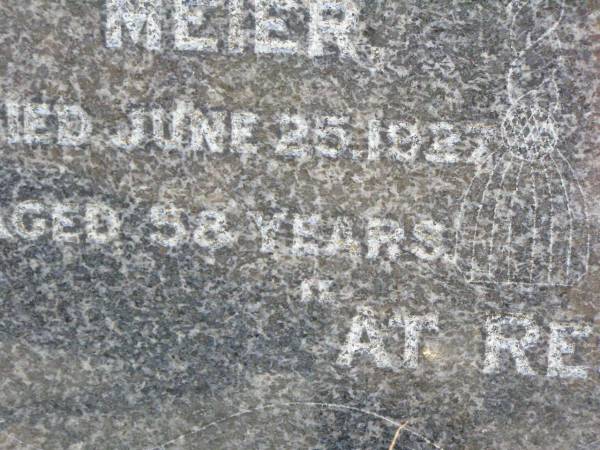 MEIER
IED JUNE 25.1927
AGED 58 YEARS.
"
AT RE